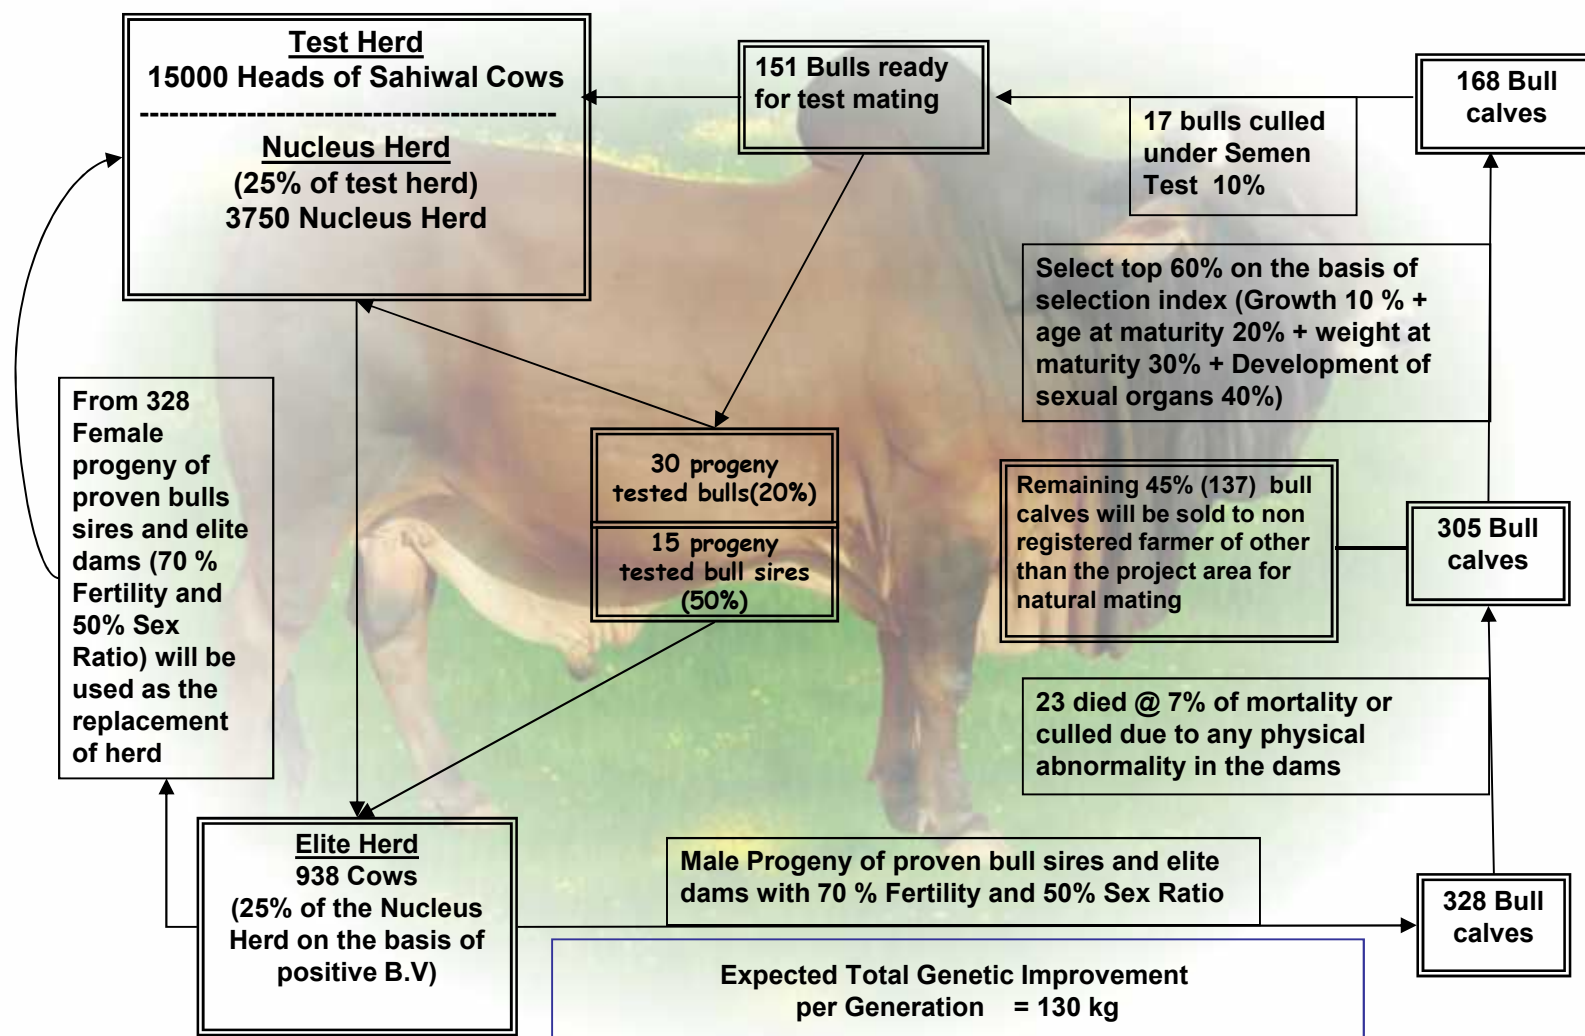 Test Herd
15000 Heads of Sahiwal Cows
------------------------------------------
Nucleus Herd
(25% of test herd)
3750 Nucleus Herd
151 Bulls ready
for test mating
168 Bull
calves
17 bulls culled
under Semen
Test 10%
Select top 60% on the basis of
selection index (Growth 10 % +
age at maturity 20% + weight at
maturity 30% + Development of
sexual organs 40%)
From 328
Female
progeny of
proven bulls
sires and elite
dams (70 %
Fertility and
50% Sex
Ratio) will be
used as the
replacement
of herd
30 progeny
tested bulls(20%)
15 progeny
tested bull sires
(50%)
Remaining 45% (137) bull
calves will be sold to non
registered farmer of other
than the project area for
natural mating
305 Bull
calves
23 died @ 7% of mortality or
culled due to any physical
abnormality in the dams
Elite Herd
938 Cows
(25% of the Nucleus
Herd on the basis of
positive B.V)
Male Progeny of proven bull sires and elite
dams with 70 % Fertility and 50% Sex Ratio
328 Bull
calves
Expected Total Genetic Improvement
per Generation = 130 kg